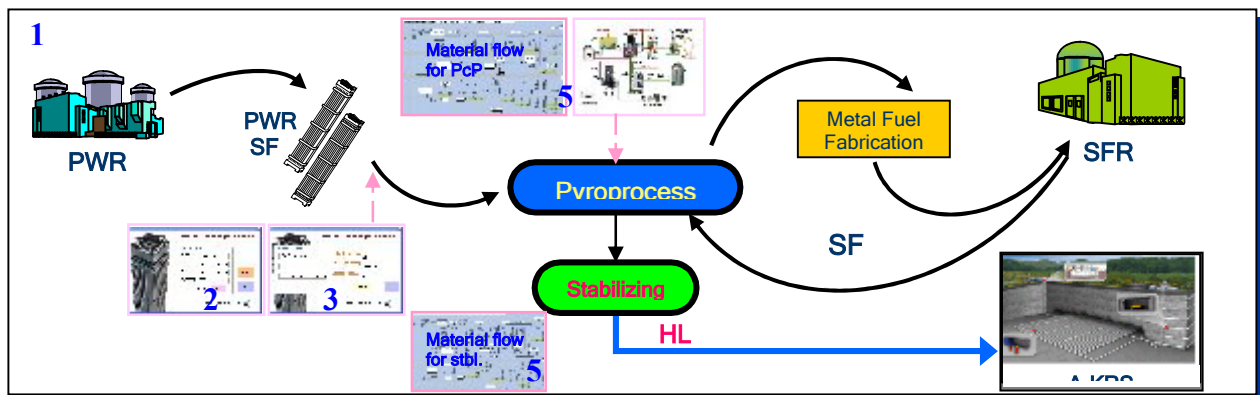 1
Material flow
for PcP
5
PWR
SF
PWR
Metal Fuel
Fabrication
SFR
Pyroprocess
SF
2
3
Stabilizing
HL
Material flow
for stbl.
5